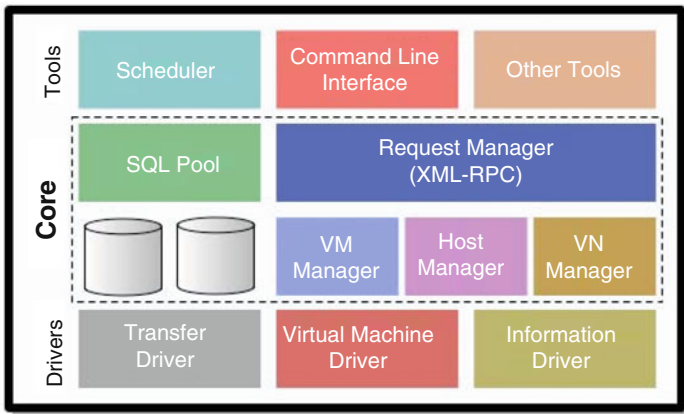 Tools
Scheduler
Command Line
Interface
Other Tools
Core
SQL Pool
Request Manager
(XML-RPC)
VM
Manager
Host
Manager
VN
Manager
Drivers
Transfer
Driver
Virtual Machine
Driver
Information
Driver